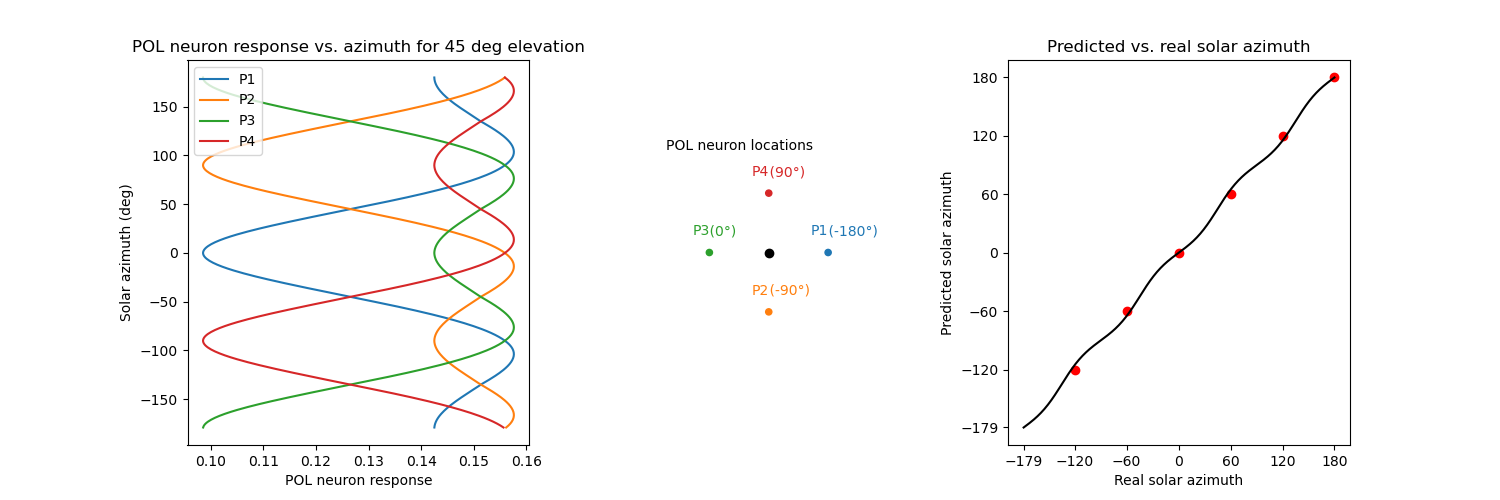 POL neuron response vs. azimuth for 45 deg elevation
P1
P2
P3
P4
150
100
50
0
−50
−100
−150
Solar azimuth (deg)
0.10 0.11 0.12 0.13 0.14 0.15 0.16
POL neuron response
POL neuron locations
P4(90°)
P3(0°) P1(-180°)
P2(-90°)
Predicted vs. real solar azimuth
180
120
60
0
−60
−120
−179
Predicted solar azimuth
−179 −120 −60 0 60 120 180
Real solar azimuth